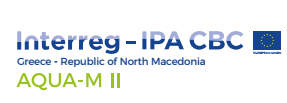 Interreg - IPA CBC
Greece - Republic of North Macedonia
AQUA-M II